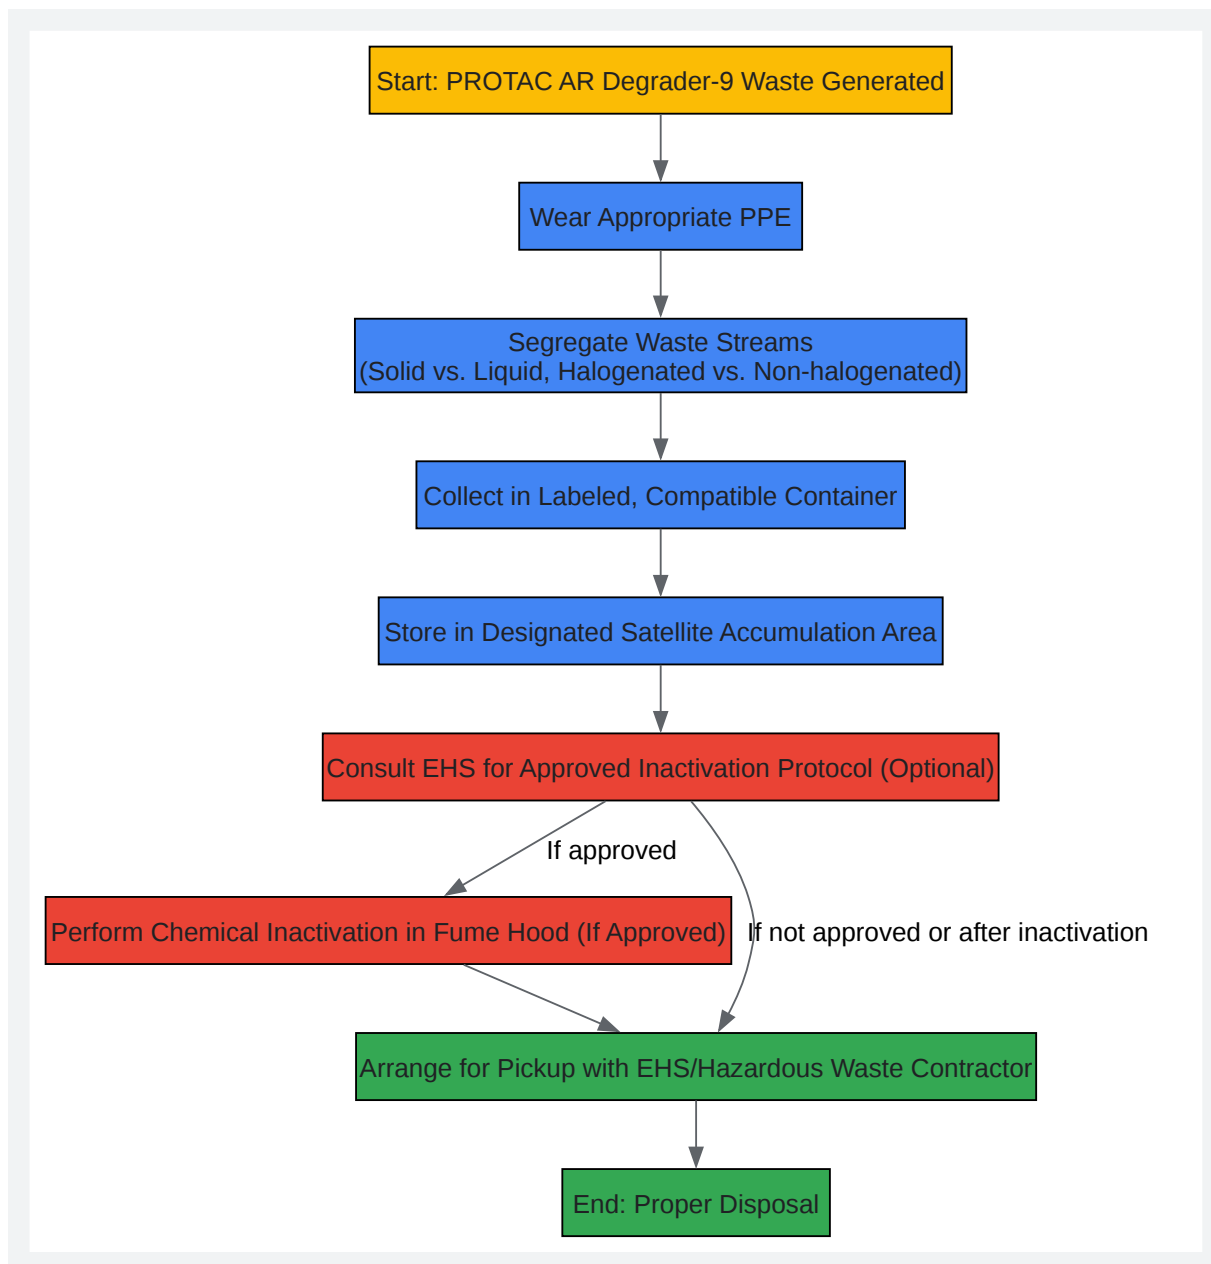 Start: PROTAC AR Degrader-9 Waste Generated
Wear Appropriate PPE
Segregate Waste Streams
(Solid vs. Liquid, Halogenated vs. Non-halogenated)
Collect in Labeled, Compatible Container
Store in Designated Satellite Accumulation Area
Consult EHS for Approved Inactivation Protocol (Optional)
If approved
Perform Chemical Inactivation in Fume Hood (If Approved)
If not approved or after inactivation
Arrange for Pickup with EHS/Hazardous Waste Contractor
End: Proper Disposal